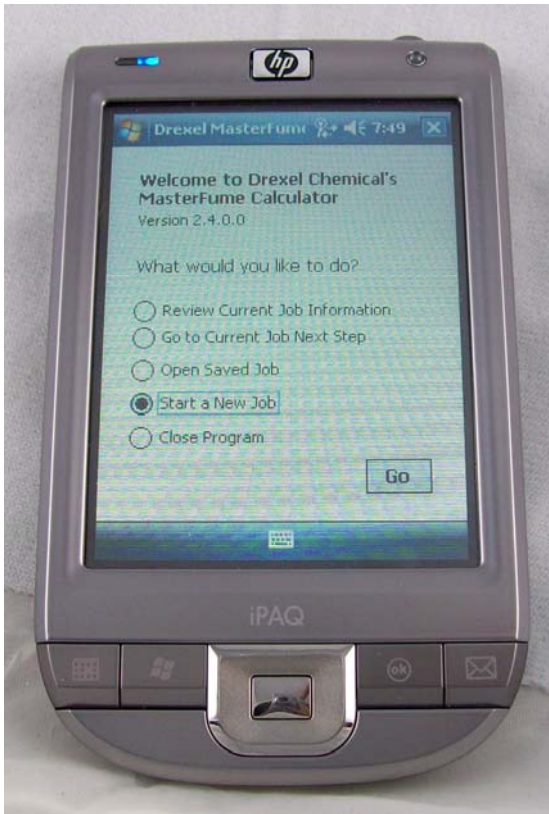 hp
Drexel MasterFume 7:49
Welcome to Drexel Chemical's
MasterFume Calculator
Version 2.4.0.0
What would you like to do?
Review Current Job Information
Go to Current Job Next Step
Open Saved Job
Start a New Job
Close Program
Go
iPAQ
ok